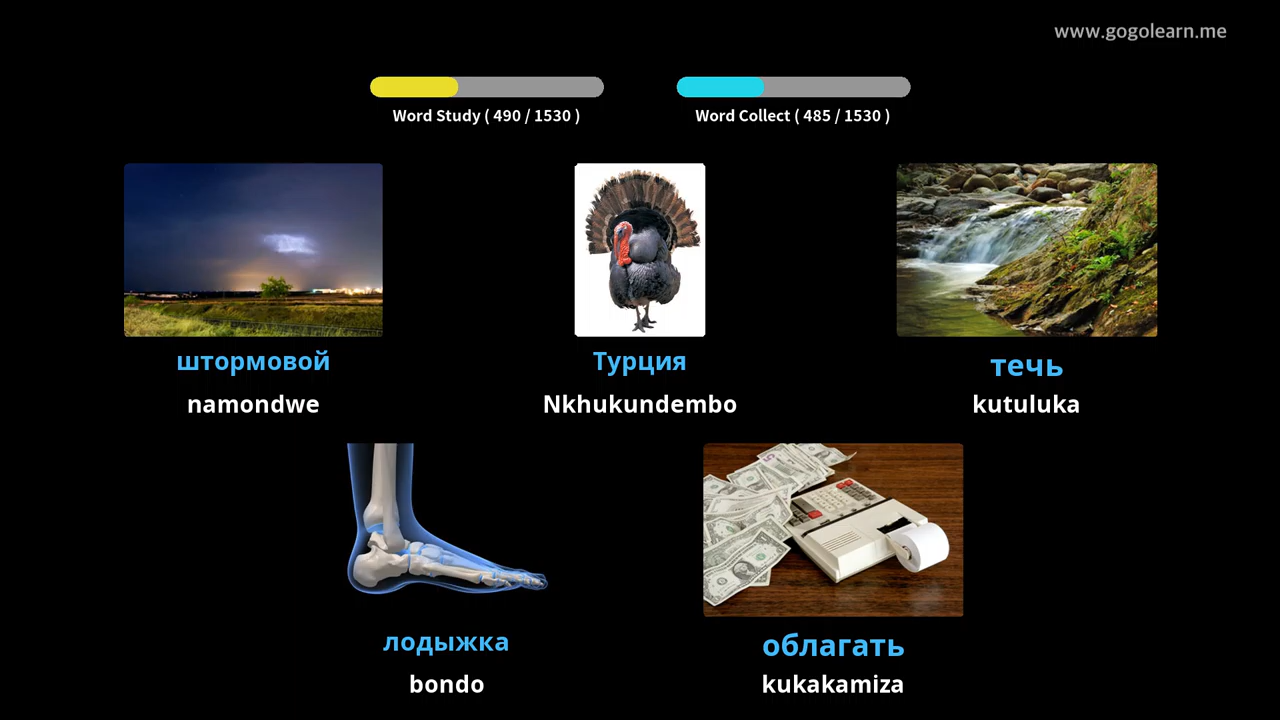 www.gogolearn.me
Word Study ( 490 / 1530 )
Word Collect ( 485 / 1530 )
штормовой
Турция
течь
namondwe
Nkhukundembo
kutuluka
лодыжка
облагать
bondo
kukakamiza